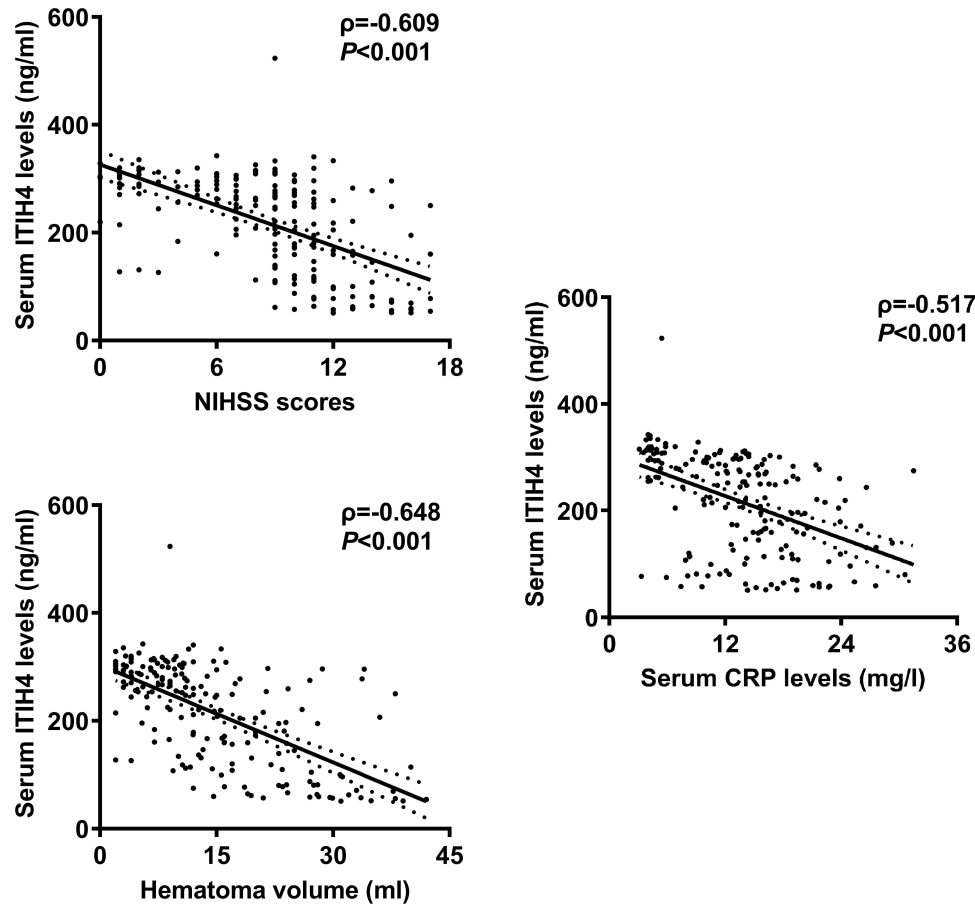 ρ=-0.609
P<0.001
Serum ITIH4 levels (ng/ml)
600
400
200
0
0 6 12 18
NIHSS scores
ρ=-0.517
P<0.001
Serum ITIH4 levels (ng/ml)
600
400
200
0
0 12 24 36
Serum CRP levels (mg/l)
ρ=-0.648
P<0.001
Serum ITIH4 levels (ng/ml)
600
400
200
0
0 15 30 45
Hematoma volume (ml)